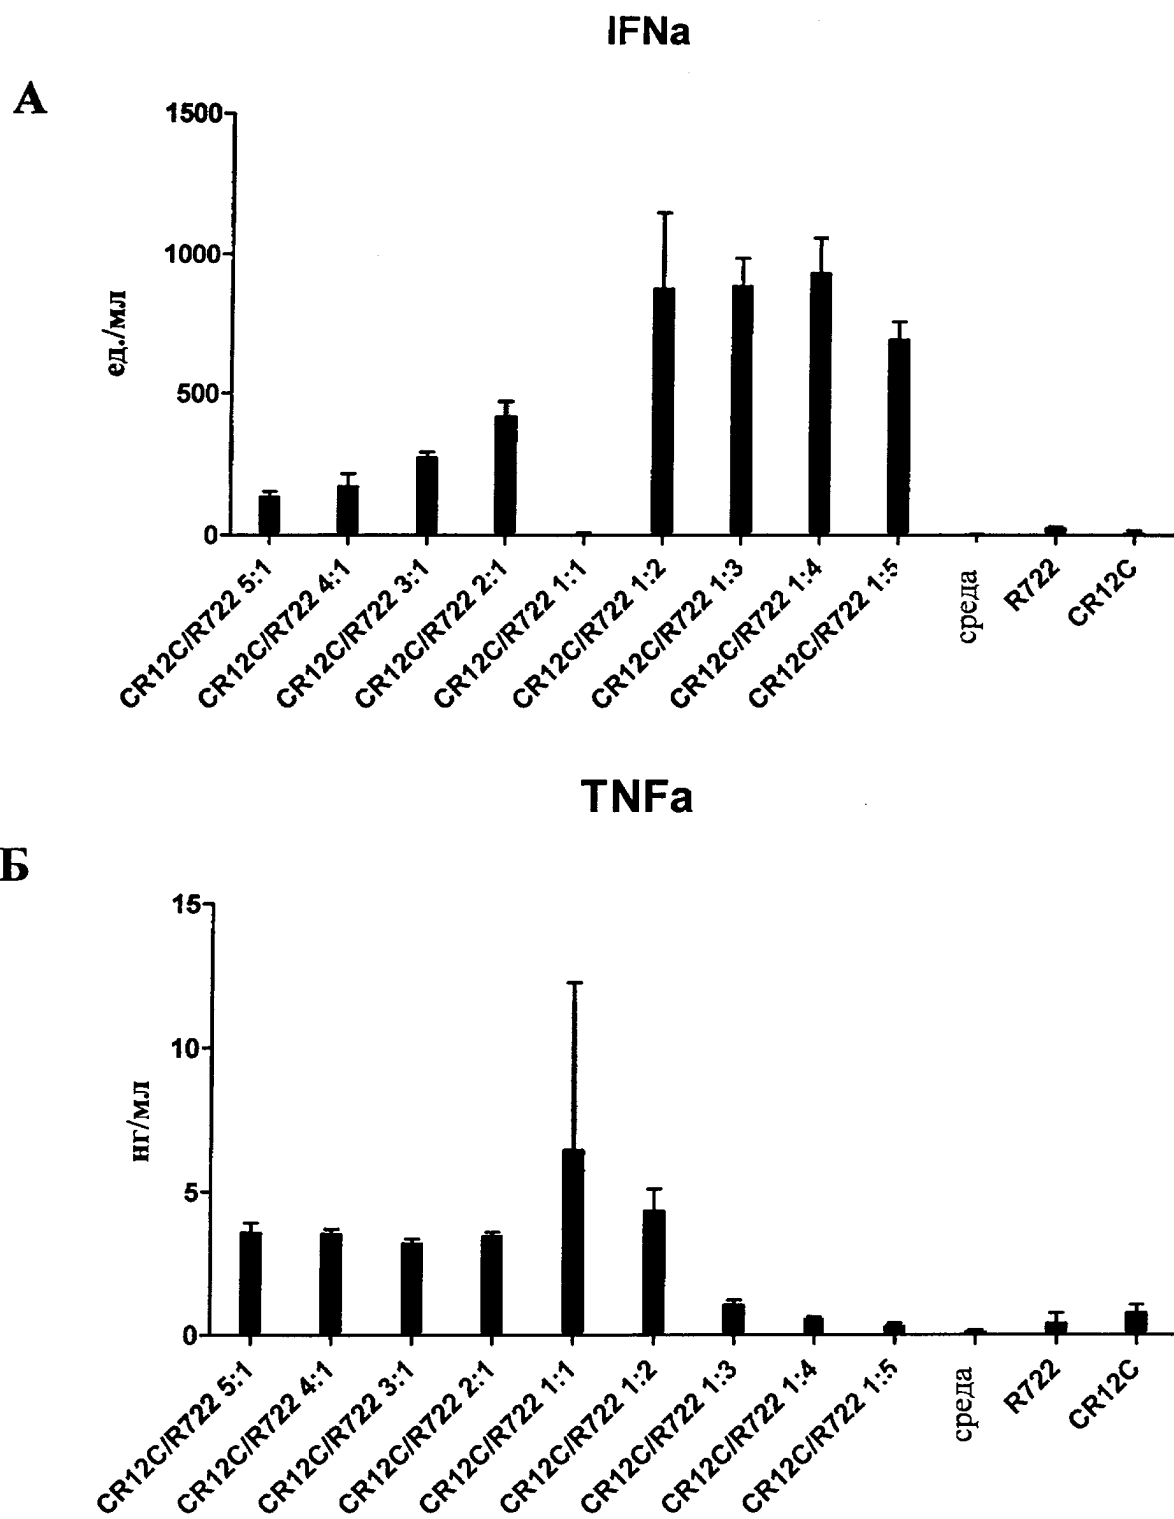 IFNa
А
1500
1000
500
0
ед./мл
CR12C/R722 5:1
CR12C/R722 4:1
CR12C/R722 3:1
CR12C/R722 2:1
CR12C/R722 1:1
CR12C/R722 1:2
CR12C/R722 1:3
CR12C/R722 1:4
CR12C/R722 1:5
среда
R722
CR12C
TNFa
Б
15
10
5
0
нг/мл
CR12C/R722 5:1
CR12C/R722 4:1
CR12C/R722 3:1
CR12C/R722 2:1
CR12C/R722 1:1
CR12C/R722 1:2
CR12C/R722 1:3
CR12C/R722 1:4
CR12C/R722 1:5
среда
R722
CR12C